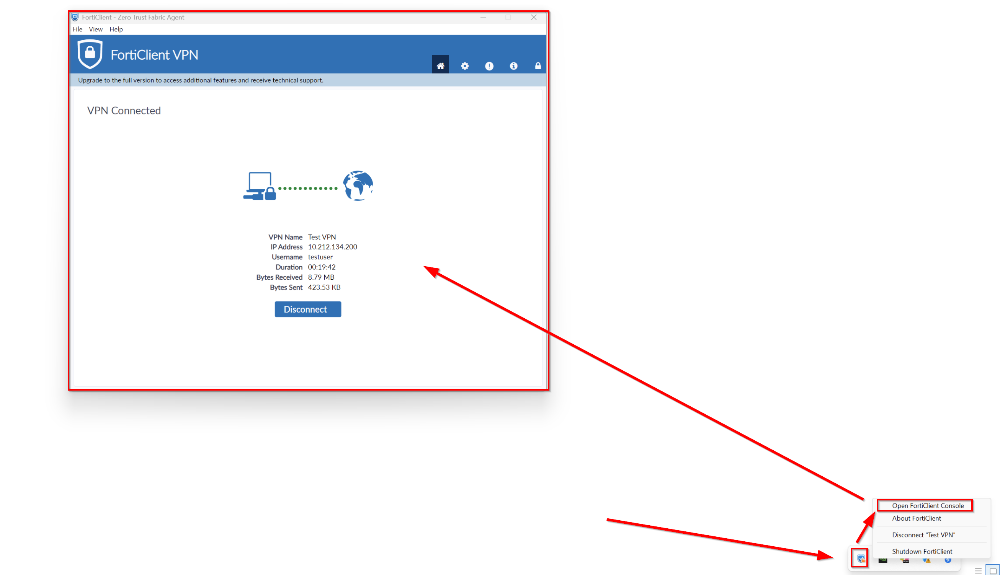 FortiClient - Zero Trust Fabric Agent
File View Help
FortiClient VPN
Upgrade to the full version to access additional features and receive technical support.
VPN Connected
VPN Name Test VPN
IP Address 10.212.134.200
Username testuser
Duration 00:19:42
Bytes Received 8.79 MB
Bytes Sent 423.53 KB
Disconnect
Open FortiClient Console
About FortiClient
Disconnect "Test VPN"
Shutdown FortiClient